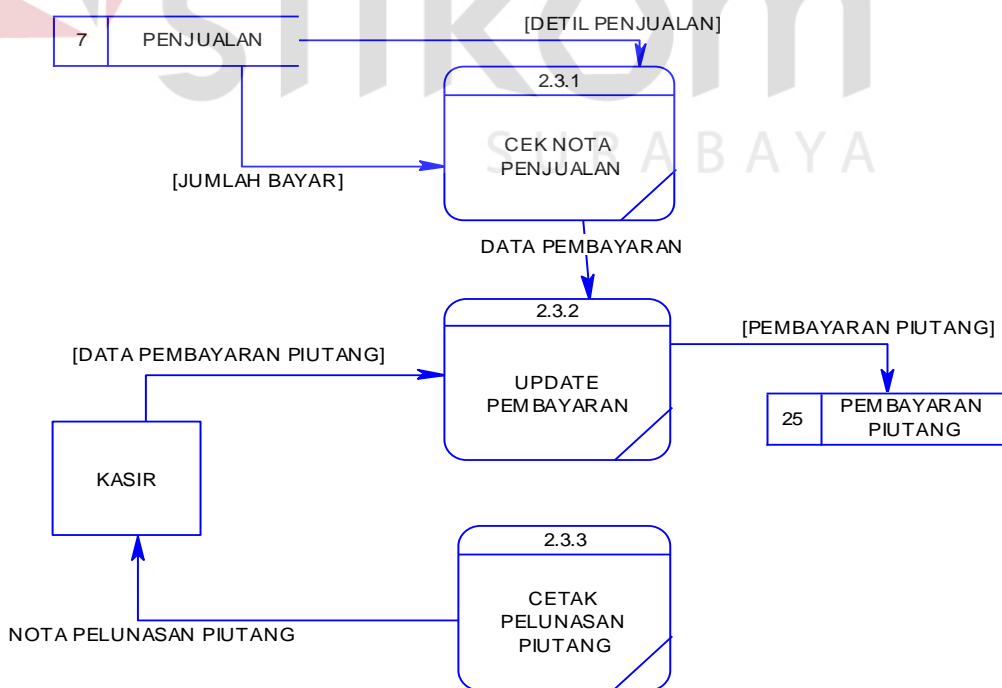 stikom
SURABAYA
[DETIL PENJUALAN]
7 PENJUALAN
2.3.1
CEK NOTA
PENJUALAN
[JUMLAH BAYAR]
DATA PEMBAYARAN
2.3.2
[PEMBAYARAN PIUTANG]
[DATA PEMBAYARAN PIUTANG]
UPDATE
PEMBAYARAN
25 PEMBAYARAN
PIUTANG
KASIR
2.3.3
CETAK
PELUNASAN
PIUTANG
NOTA PELUNASAN PIUTANG